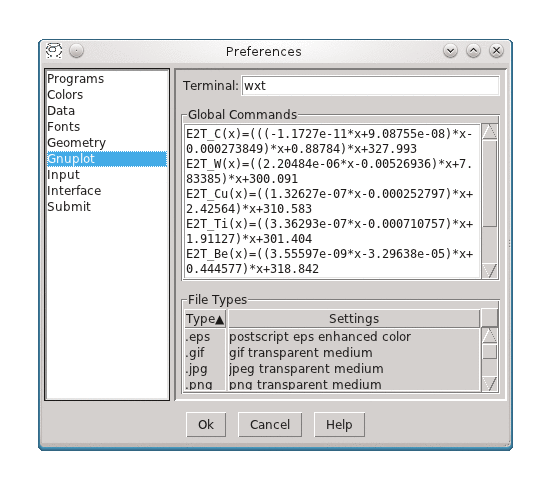 Preferences
Programs
Colors
Data
Fonts
Geometry
Gnuplot
Input
Interface
Submit
Terminal: wxt
Global Commands
E2T_C(x)=(((-1.1727e-11*x+9.08755e-08)*x-
0.000273849)*x+0.88784)*x+327.993
E2T_W(x)=((2.20484e-06*x-0.00526936)*x+7.
83385)*x+300.091
E2T_Cu(x)=((1.32627e-07*x-0.000252797)*x+
2.42564)*x+310.583
E2T_Ti(x)=((3.36293e-07*x-0.000710757)*x+
1.91127)*x+301.404
E2T_Be(x)=((3.55597e-09*x-3.29638e-05)*x+
0.444577)*x+318.842
File Types
Type▲ Settings
.eps postscript eps enhanced color
.gif gif transparent medium
.jpg jpeg transparent medium
.png png transparent medium
Ok Cancel Help